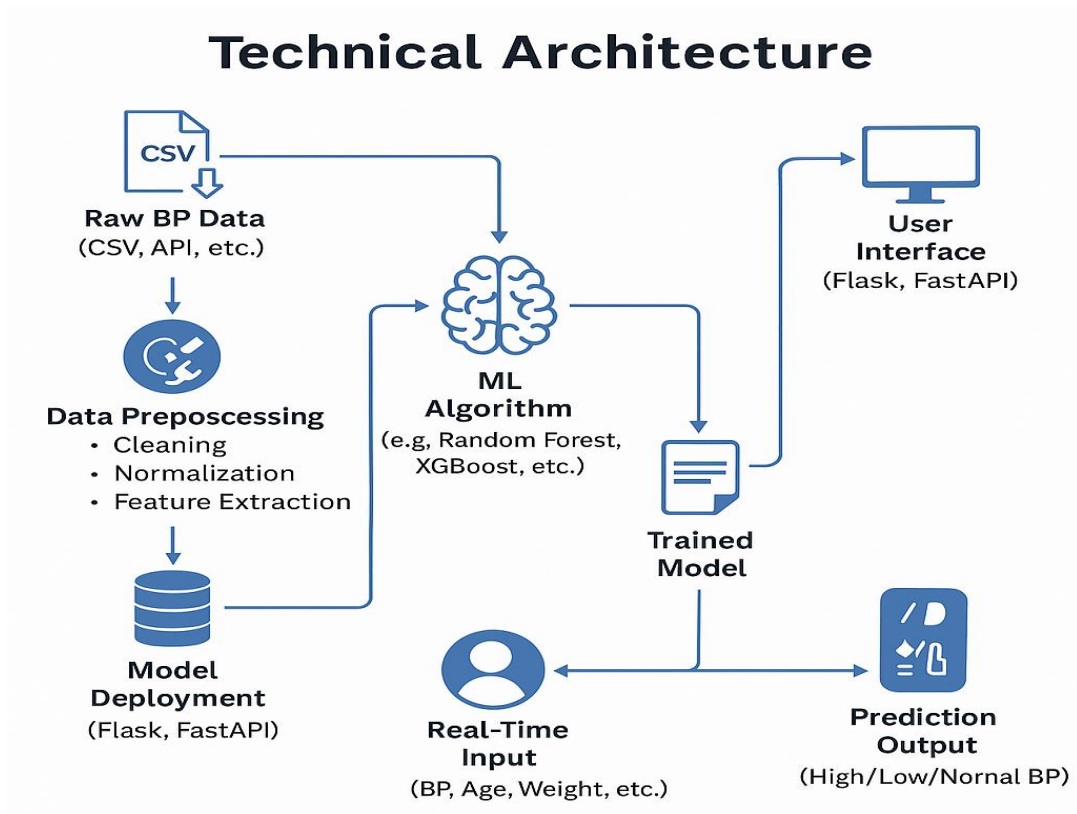 Technical Architecture
CSV
Raw BP Data
(CSV, API, etc.)
Data Preposcessing
• Cleaning
• Normalization
• Feature Extraction
Model
Deployment
(Flask, FastAPI)
ML
Algorithm
(e.g, Random Forest,
XGBoost, etc.)
Trained
Model
User
Interface
(Flask, FastAPI)
Real-Time
Input
(BP, Age, Weight, etc.)
Prediction
Output
(High/Low/Nornal BP)